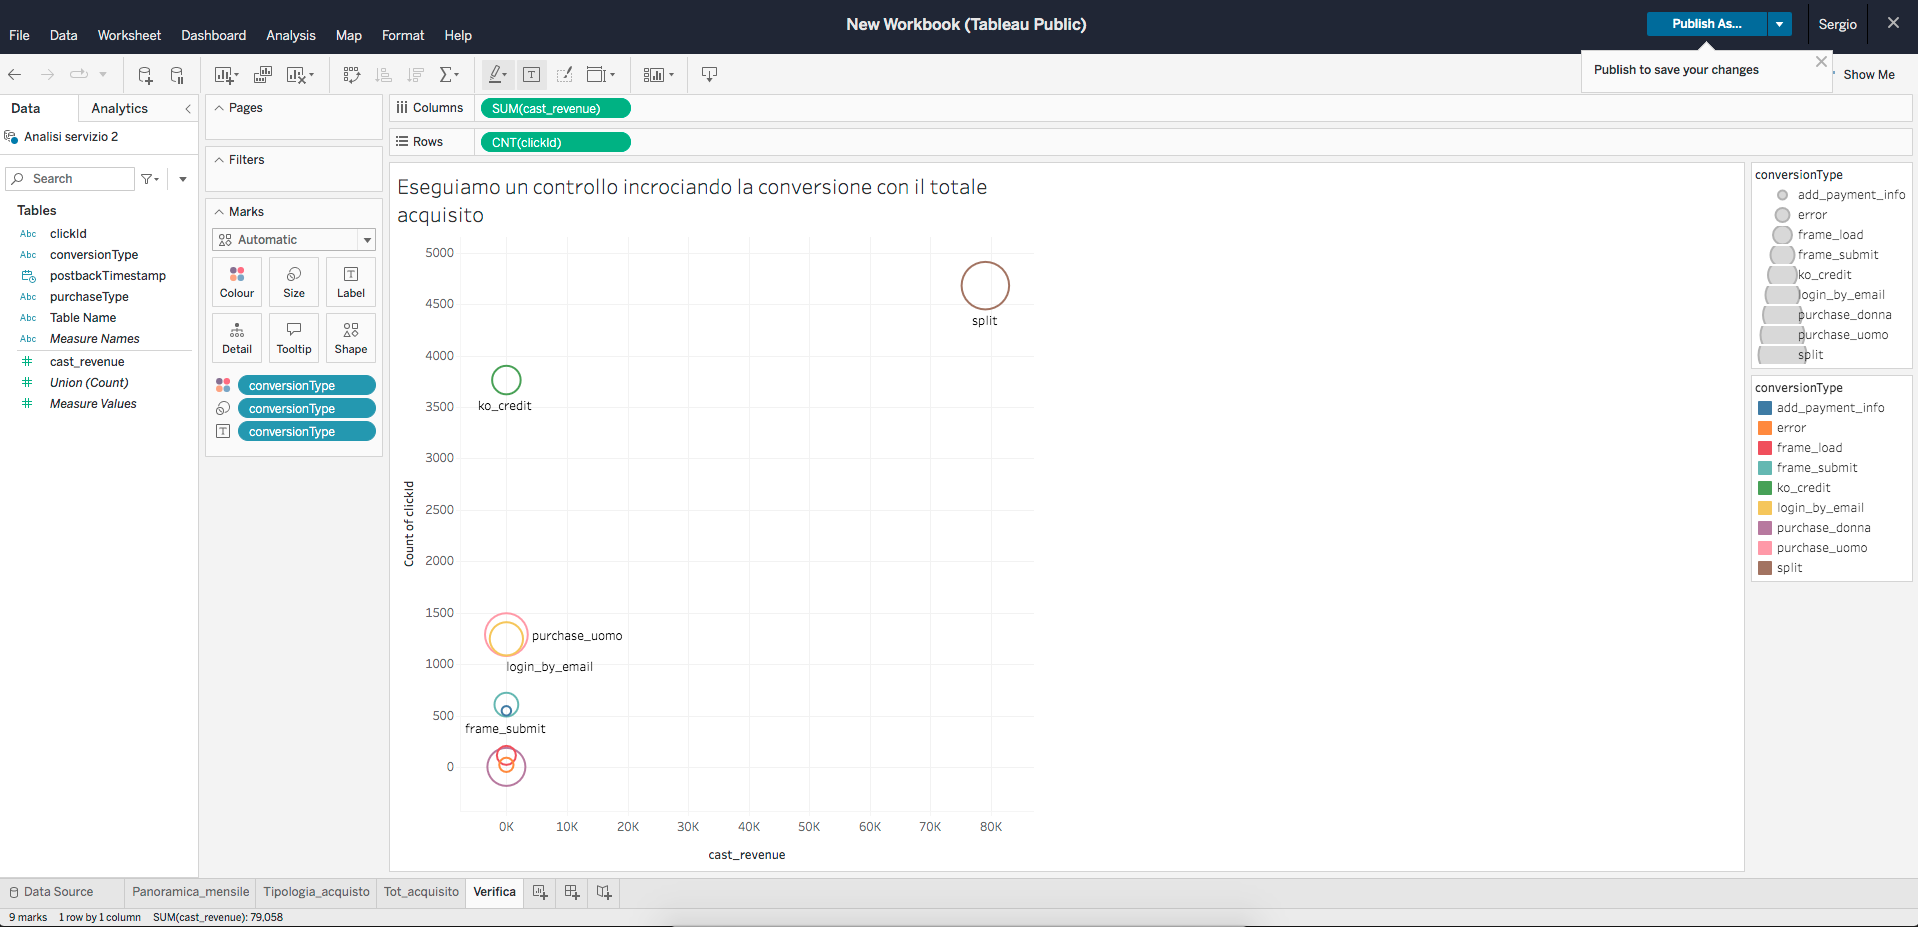 New Workbook (Tableau Public)
Publish As...
Sergio
File Data Worksheet Dashboard Analysis Map Format Help
Publish to save your changes
Show Me
Data Analytics
Analisi servizio 2
Search
Tables
Abc clickId
Abc conversionType
postbackTimestamp
Abc purchaseType
Abc Table Name
Abc Measure Names
cast_revenue
Union (Count)
Measure Values
Pages
Filters
Marks
Automatic
Colour Size Label
Detail Tooltip Shape
conversionType
conversionType
conversionType
Columns SUM(cast_revenue)
Rows CNT(clickId)
Eseguiamo un controllo incrociando la conversione con il totale
acquisito
5000
4500
4000
3500
3000
2500
2000
1500
1000
500
0
Count of clickId
split
ko_credit
purchase_uomo
login_by_email
frame_submit
0K 10K 20K 30K 40K 50K 60K 70K 80K
cast_revenue
conversionType
add_payment_info
error
frame_load
frame_submit
ko_credit
login_by_email
purchase_donna
purchase_uomo
split
conversionType
add_payment_info
error
frame_load
frame_submit
ko_credit
login_by_email
purchase_donna
purchase_uomo
split
Data Source Panoramica_mensile Tipologia_acquisto Tot_acquisito Verifica
9 marks 1 row by 1 column SUM(cast_revenue): 79,058